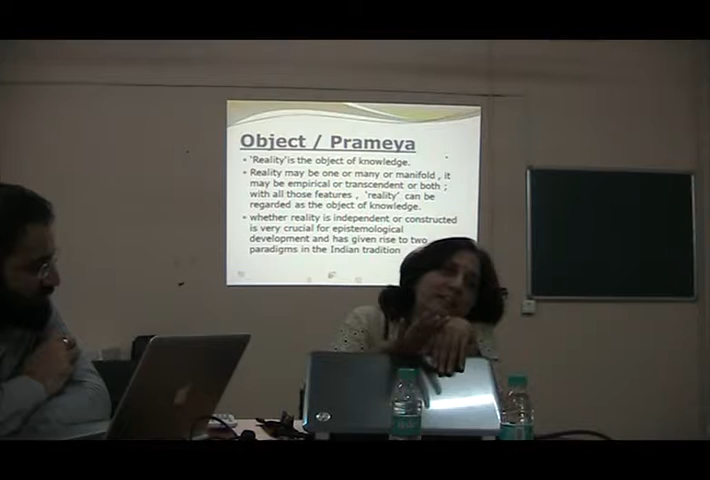 Object / Prameya
• 'Reality'is the object of knowledge.
• Reality may be one or many or manifold , it
may be empirical or transcendent or both ;
with all those features , 'reality' can be
regarded as the object of knowledge.
• whether reality is independent or constructed
is very crucial for epistemological
development and has given rise to two
paradigms in the Indian tradition